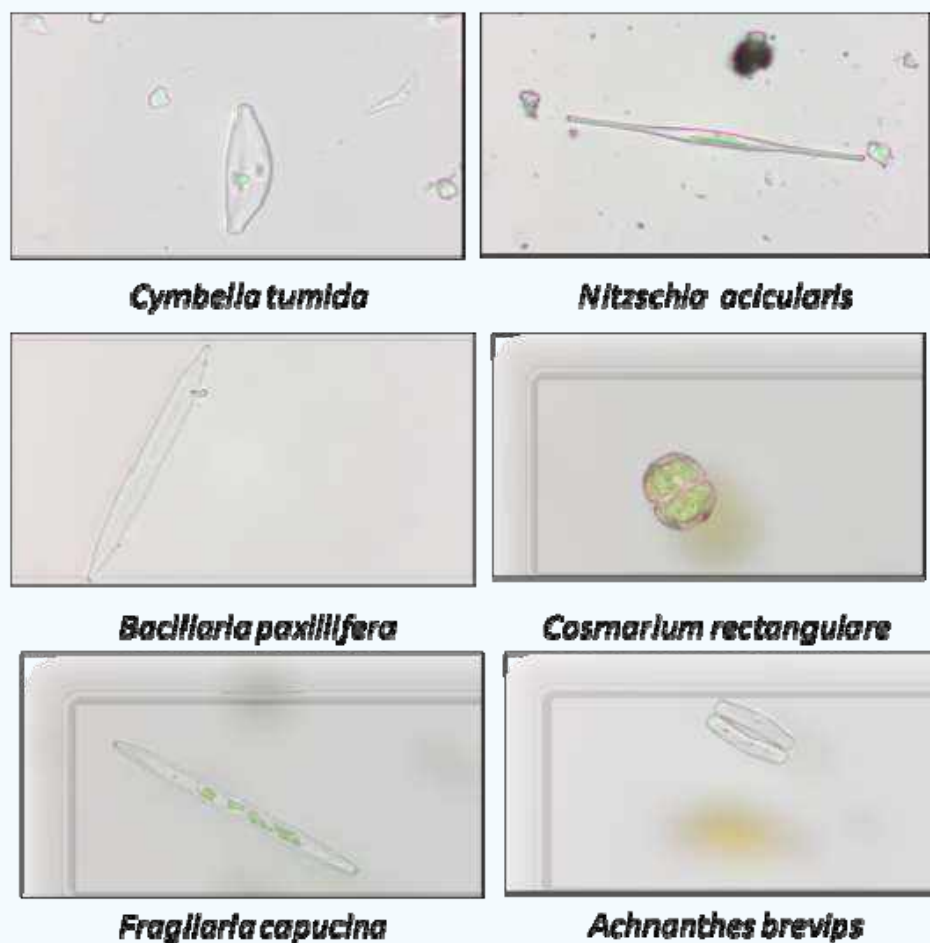 Cymbella tumida
Nitzschia acicularis
Bacillaria paxillifera
Cosmarium rectangulare
Fragilaria capucina
Achnanthes brevips